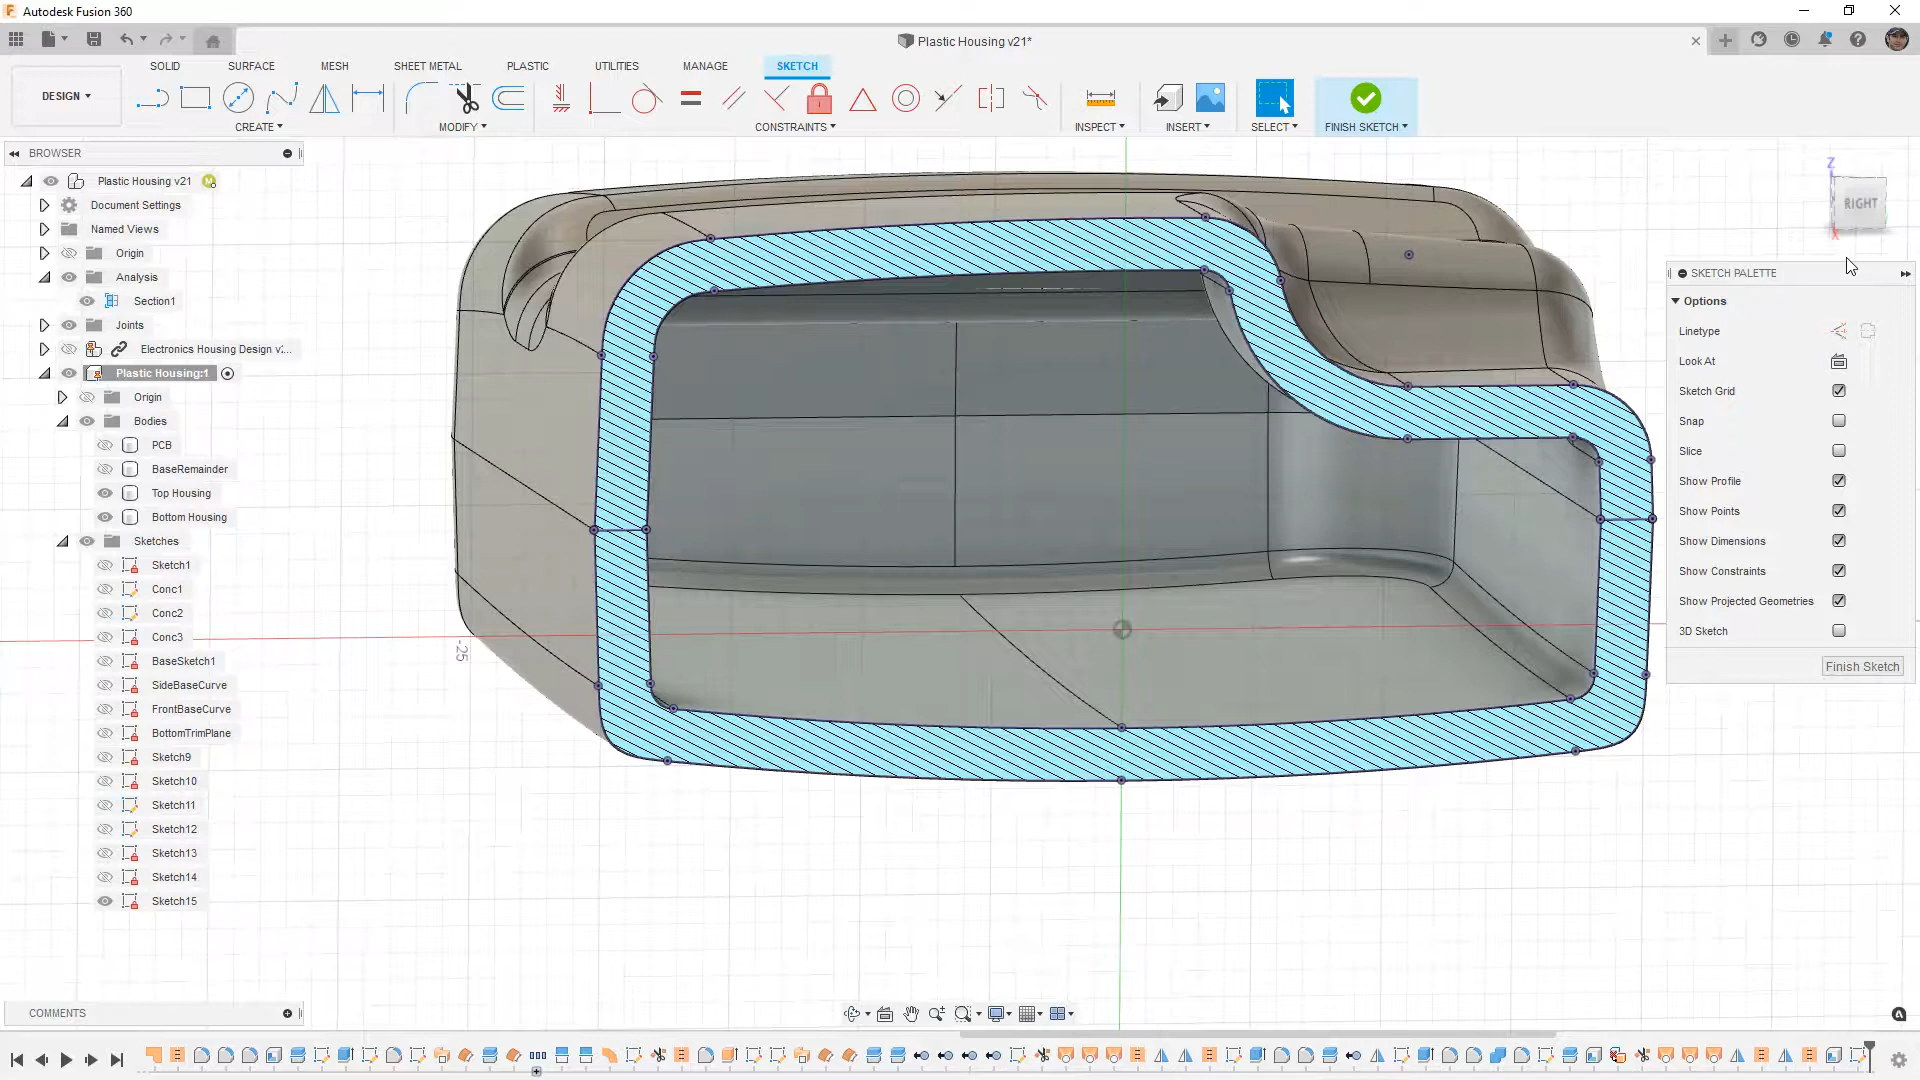 Autodesk Fusion 360
Plastic Housing v21*
DESIGN
SOLID
SURFACE
MESH
SHEET METAL
PLASTIC
UTILITIES
MANAGE
SKETCH
CREATE
MODIFY
CONSTRAINTS
INSPECT
INSERT
SELECT
FINISH SKETCH
BROWSER
Plastic Housing v21
M
Document Settings
Named Views
Origin
Analysis
Section1
Joints
Electronics Housing Design v:...
Plastic Housing:1
Origin
Bodies
PCB
BaseRemainder
Top Housing
Bottom Housing
Sketches
Sketch1
Conc1
Conc2
Conc3
BaseSketch1
SideBaseCurve
FrontBaseCurve
BottomTrimPlane
Sketch9
Sketch10
Sketch11
Sketch12
Sketch13
Sketch14
Sketch15
-25
Z
RIGHT
X
SKETCH PALETTE
Options
Linetype
Look At
Sketch Grid
Snap
Slice
Show Profile
Show Points
Show Dimensions
Show Constraints
Show Projected Geometries
3D Sketch
Finish Sketch
COMMENTS